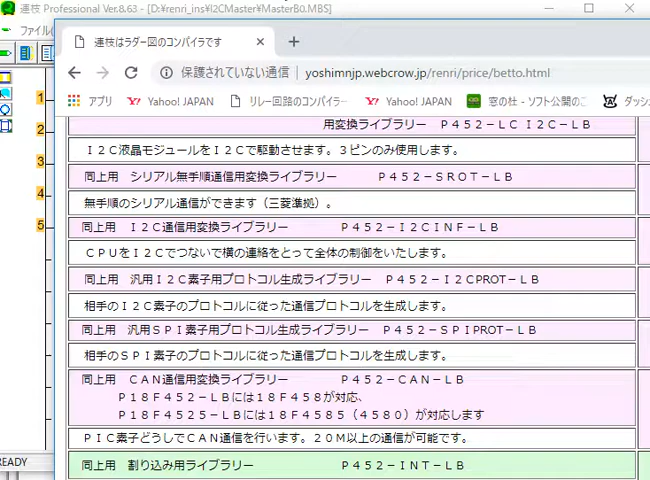 連枝 Professional Ver.8.63 - [D:¥renri_ins¥I2CMaster¥MasterB0.MBS]
ファイル(
連枝はラダー図のコンパイラです
保護されていない通信 | yoshimnjp.webcrow.jp/renri/price/betto.html
アプリ Yahoo! JAPAN リレー回路のコンパイラー Yahoo! JAPAN 窓の杜 - ソフト公開のこ ダッシ
1
2
3
4
5
用変換ライブラリー Ｐ４５２－ＬＣ Ｉ２Ｃ－ＬＢ
Ｉ２Ｃ液晶モジュールをＩ２Ｃで駆動させます。３ピンのみ使用します。
同上用 シリアル無手順通信用変換ライブラリー Ｐ４５２－ＳＲＯＴ－ＬＢ
無手順のシリアル通信ができます（三菱準拠）。
同上用 Ｉ２Ｃ通信用変換ライブラリー Ｐ４５２－Ｉ２ＣＩＮＦ－ＬＢ
ＣＰＵをＩ２Ｃでつないで横の連絡をとって全体の制御をいたします。
同上用 汎用Ｉ２Ｃ素子用プロトコル生成ライブラリー Ｐ４５２－Ｉ２ＣＰＲＯＴ－ＬＢ
相手のＩ２Ｃ素子のプロトコルに従った通信プロトコルを生成します。
同上用 汎用ＳＰＩ素子用プロトコル生成ライブラリー Ｐ４５２－ＳＰＩＰＲＯＴ－ＬＢ
相手のＳＰＩ素子のプロトコルに従った通信プロトコルを生成します。
同上用 ＣＡＮ通信用変換ライブラリー Ｐ４５２－ＣＡＮ－ＬＢ
Ｐ１８Ｆ４５２－ＬＢには１８Ｆ４５８が対応、
Ｐ１８Ｆ４５２５－ＬＢには１８Ｆ４５８５（４５８０）が対応します
ＰＩＣ素子どうしでＣＡＮ通信を行います。２０Ｍ以上の通信が可能です。
同上用 割り込み用ライブラリー Ｐ４５２－ＩＮＴ－ＬＢ
READY